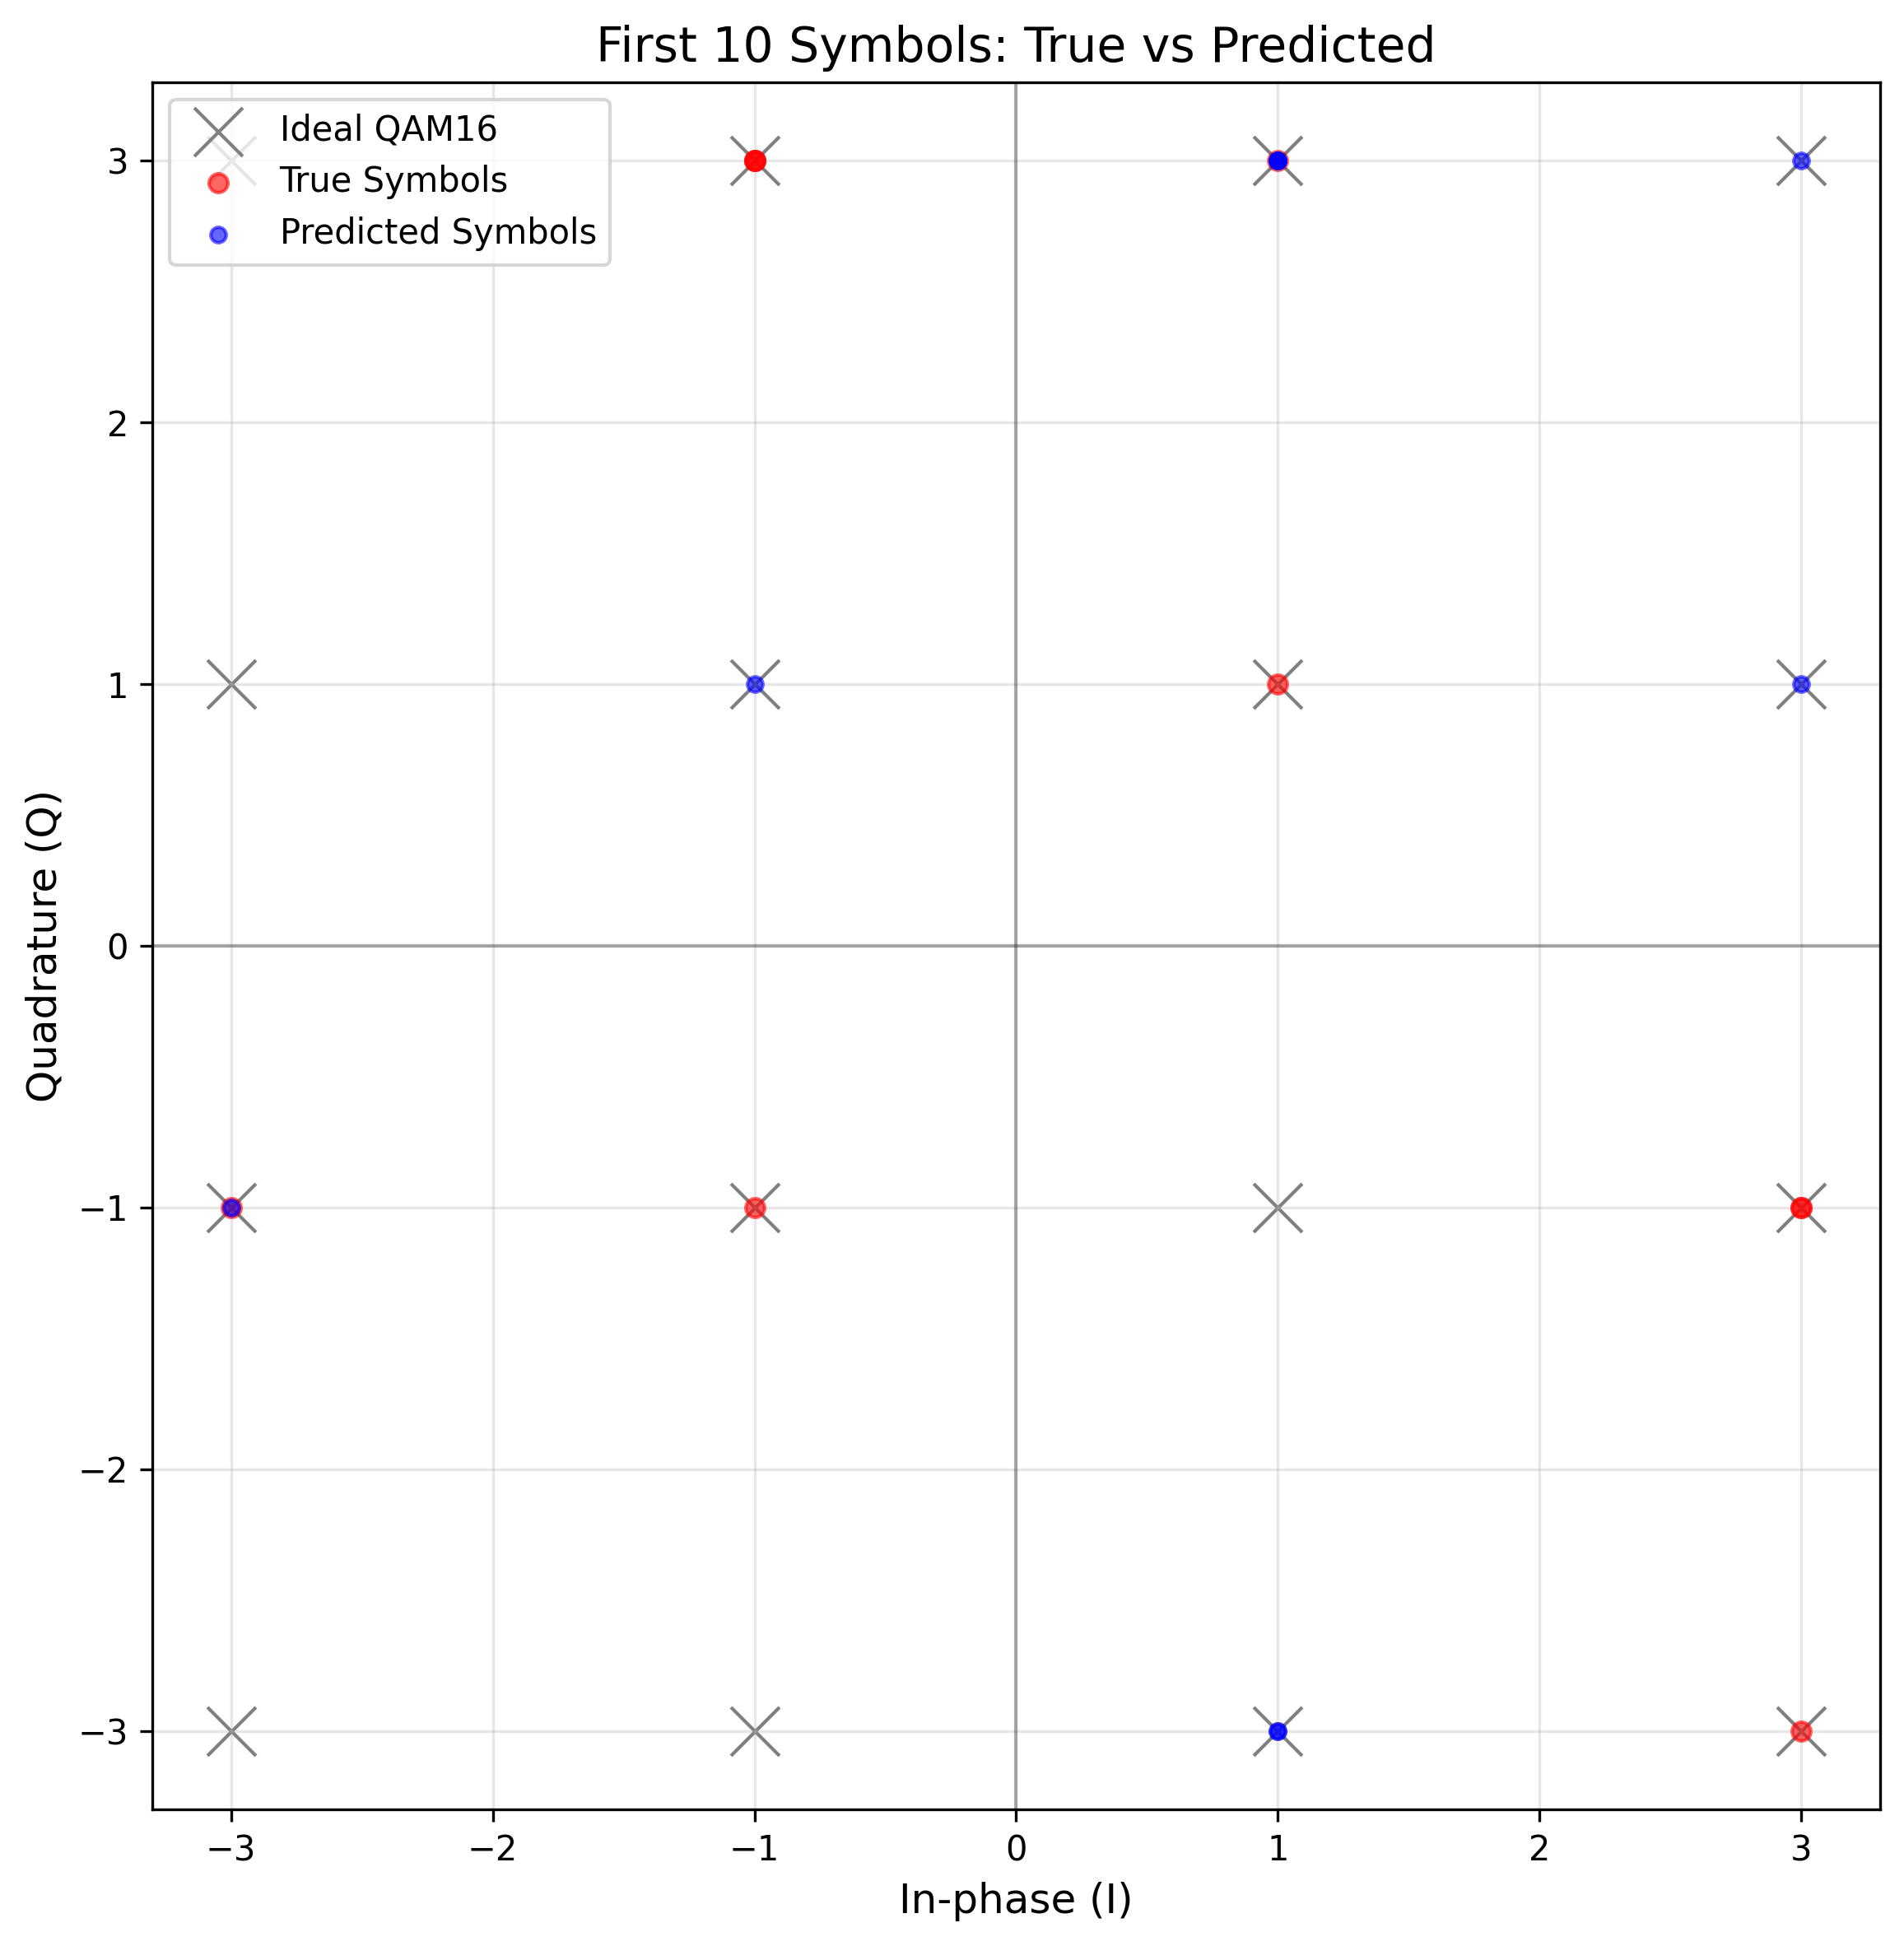 First 10 Symbols: True vs Predicted
Ideal QAM16
True Symbols
Predicted Symbols
3
2
1
0
−1
−2
−3
Quadrature (Q)
−3
−2
−1
0
1
2
3
In-phase (I)